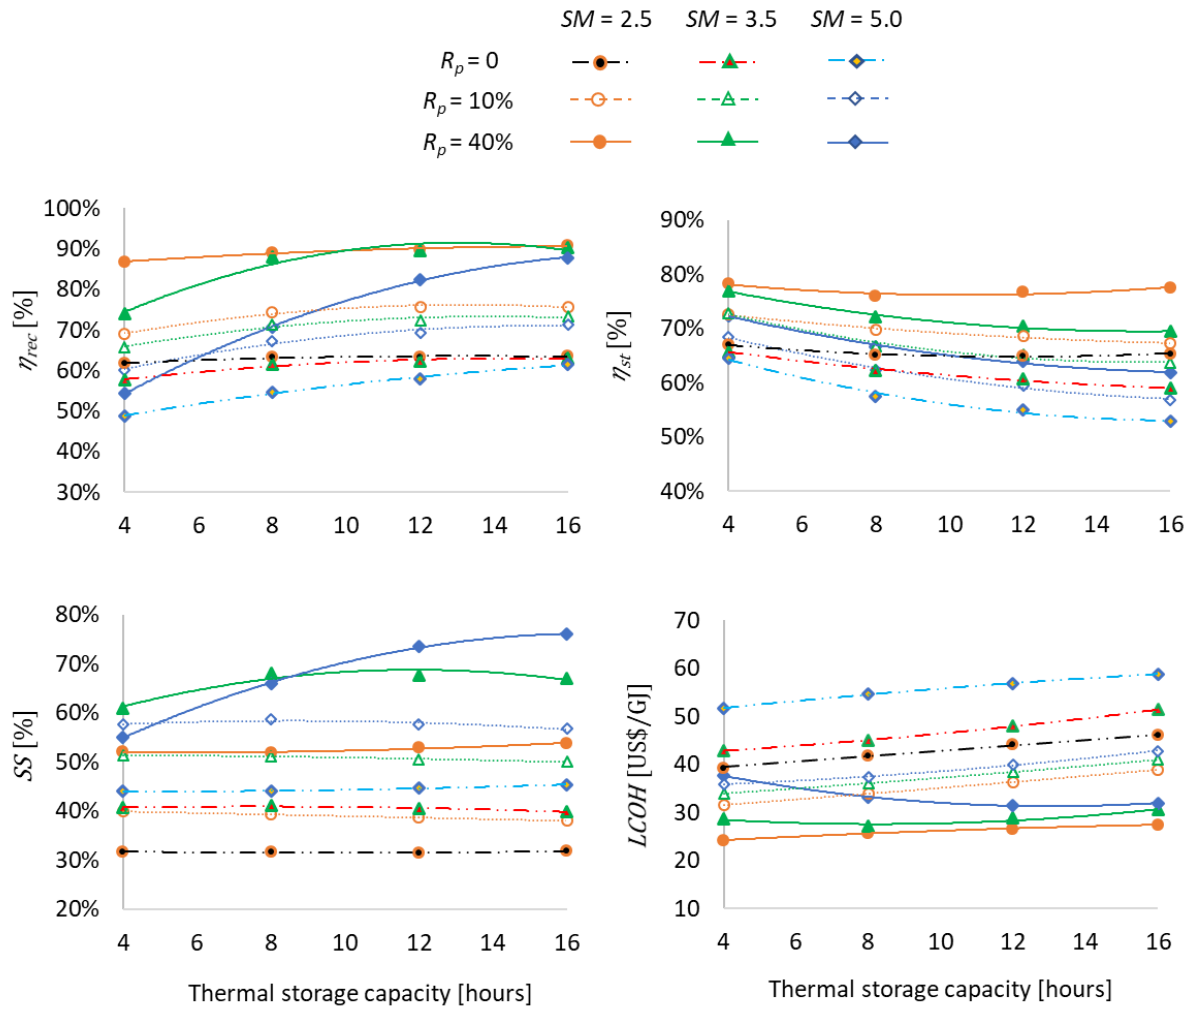 SM = 2.5 SM = 3.5 SM = 5.0
Rp = 0
Rp = 10%
Rp = 40%
ηrec [%]
100%
90%
80%
70%
60%
50%
40%
30%
4 6 8 10 12 14 16
ηst [%]
90%
80%
70%
60%
50%
40%
4 6 8 10 12 14 16
SS [%]
80%
70%
60%
50%
40%
30%
20%
4 6 8 10 12 14 16
Thermal storage capacity [hours]
LCOH [US$/GJ]
70
60
50
40
30
20
10
4 6 8 10 12 14 16
Thermal storage capacity [hours]